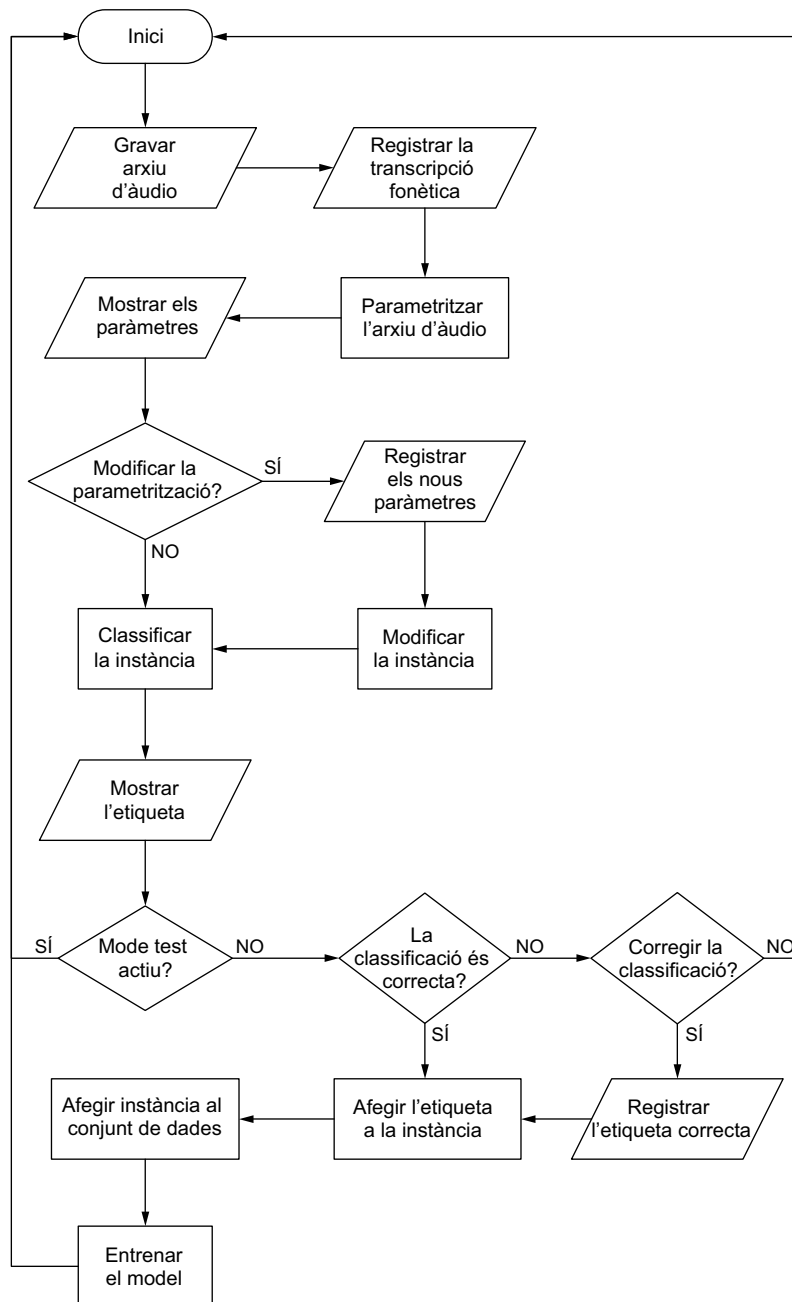 Inici
Gravar
arxiu
d'àudio
Registrar la
transcripció
fonètica
Mostrar els
paràmetres
Parametritzar
l'arxiu d'àudio
Modificar la
parametrització?
SÍ
Registrar
els nous
paràmetres
NO
Classificar
la instància
Modificar
la instància
Mostrar
l'etiqueta
SÍ
Mode test
actiu?
NO
La
classificació és
correcta?
NO
Corregir la
classificació?
NO
SÍ
SÍ
Afegir instància al
conjunt de dades
Afegir l'etiqueta
a la instància
Registrar
l'etiqueta correcta
Entrenar
el model